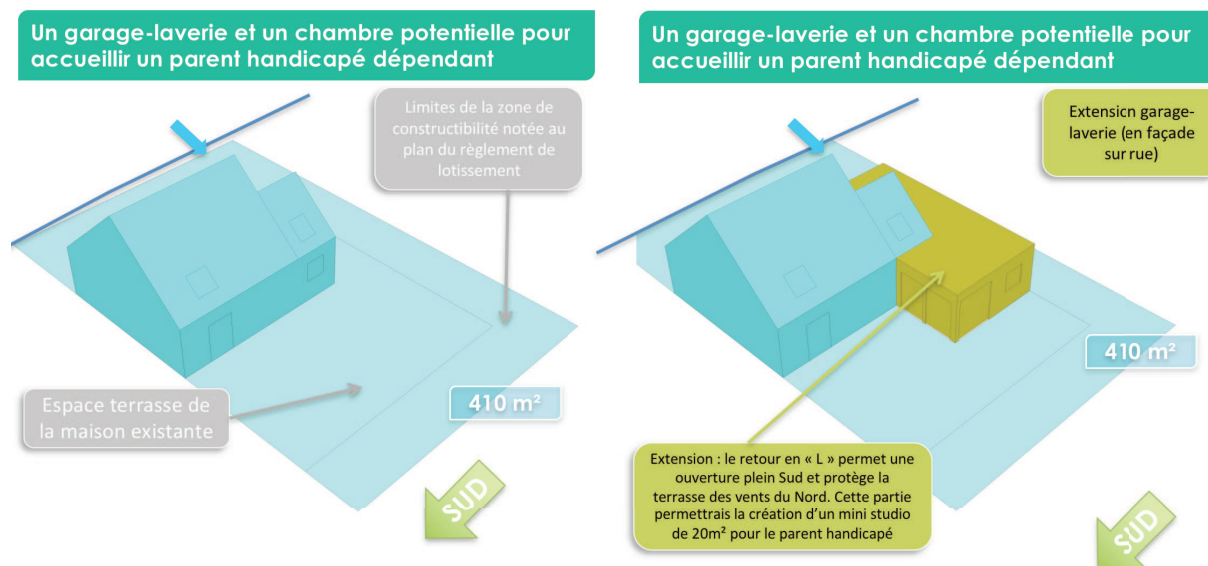 Un garage-laverie et un chambre potentielle pour
accueillir un parent handicapé dépendant
Limites de la zone de
constructibilité notée au
plan du règlement de
lotissement
Espace terrasse de
la maison existante
410 m²
SUD
Un garage-laverie et un chambre potentielle pour
accueillir un parent handicapé dépendant
Extension garage-
laverie (en façade
sur rue)
410 m²
Extension : le retour en « L » permet une
ouverture plein Sud et protège la
terrasse des vents du Nord. Cette partie
permettrais la création d'un mini studio
de 20m² pour le parent handicapé
SUD